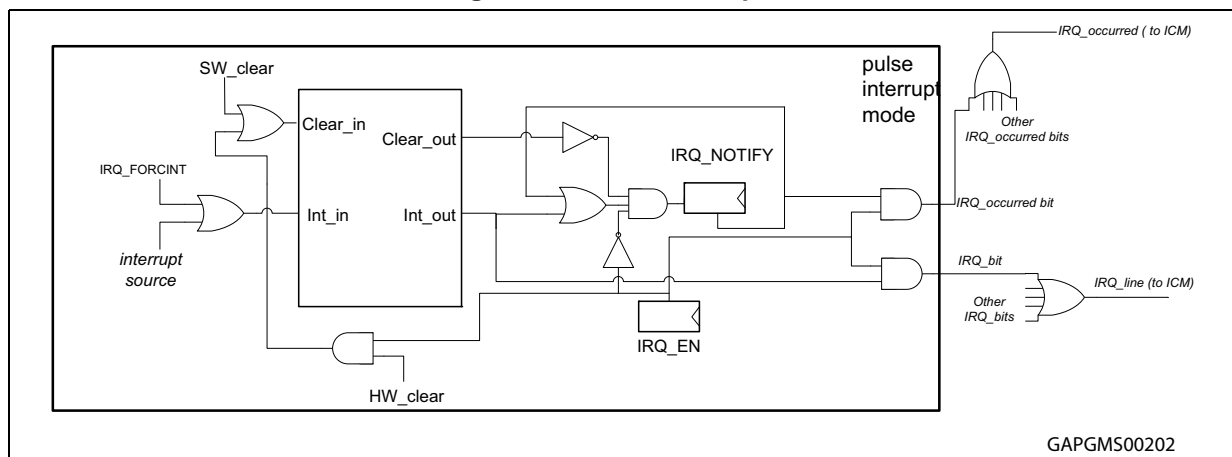 IRQ_occurred ( to ICM)
pulse
interrupt
mode
SW_clear
Clear_in
Clear_out
Other
IRQ_occurred bits
IRQ_NOTIFY
IRQ_FORCINT
Int_in
Int_out
IRQ_occurred bit
interrupt
source
IRQ_bit
IRQ_line (to ICM)
Other
IRQ_bits
IRQ_EN
HW_clear
GAPGMS00202